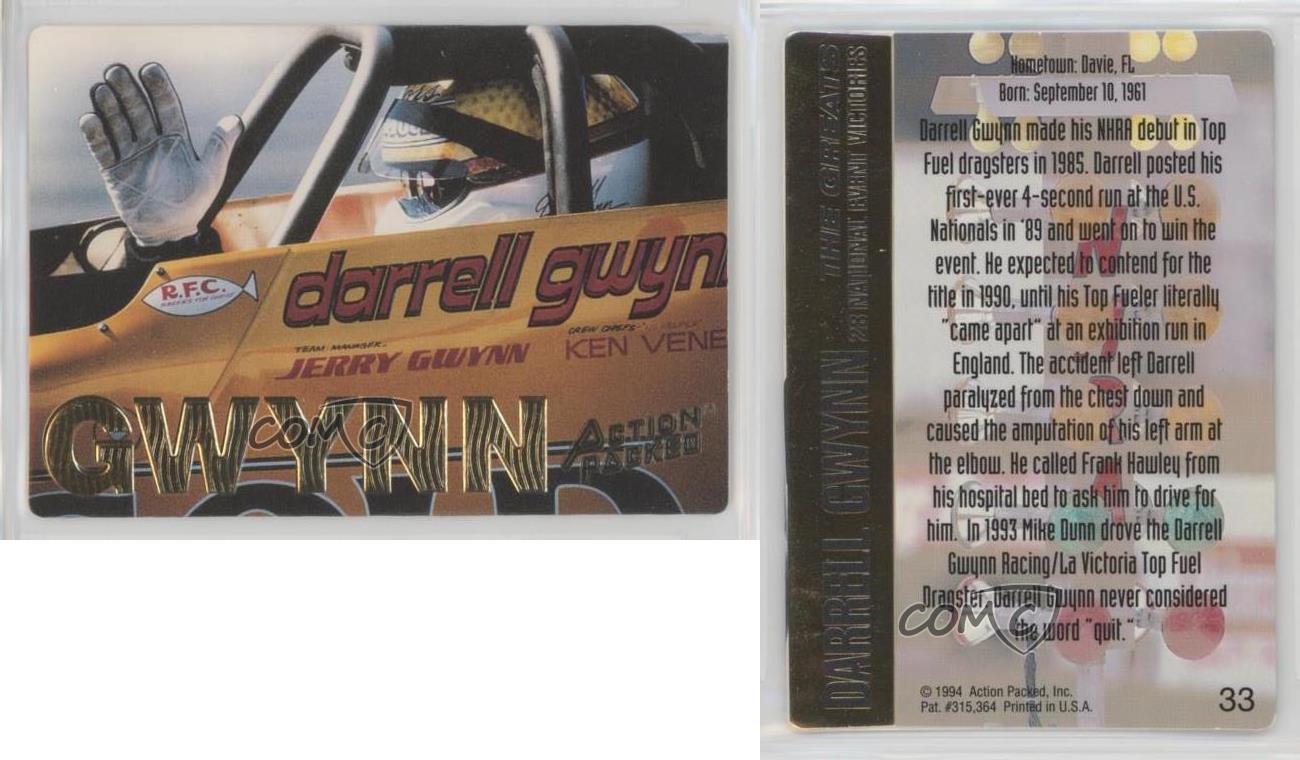 R.F.C.
darrell gwynn
TEAM MANAGER.
JERRY GWYNN
CREW CHIEFS-
KEN VENE
GWYNN
ACTION
PACKED
COMC
DARRELL GWYNN
THE GREATS
28 NATIONAL EVENT VICTORIES
Hometown: Davie, FL
Born: September 10, 1961
Darrell Gwynn made his NHRA debut in Top
Fuel dragsters in 1985. Darrell posted his
first-ever 4-second run at the U.S.
Nationals in '89 and went on to win the
event. He expected to contend for the
title in 1990, until his Top Fueler literally
"came apart" at an exhibition run in
England. The accident left Darrell
paralyzed from the chest down and
caused the amputation of his left arm at
the elbow. He called Frank Hawley from
his hospital bed to ask him to drive for
him. In 1993 Mike Dunn drove the Darrell
Gwynn Racing/La Victoria Top Fuel
Dragster. Darrell Gwynn never considered
the word "quit."
COMC
© 1994 Action Packed, Inc.
Pat. #315,364 Printed in U.S.A.
33